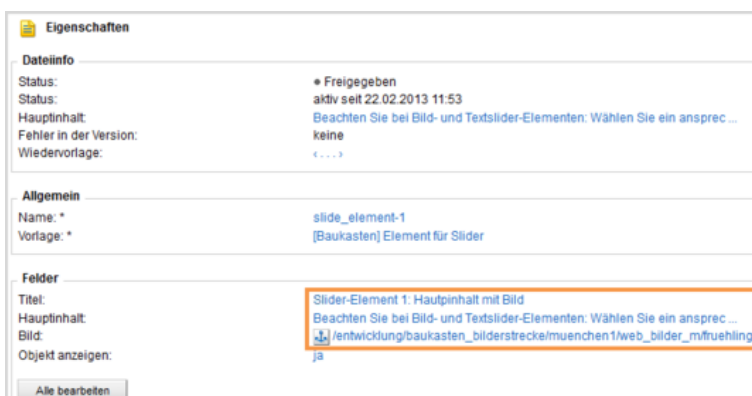 Eigenschaften
Dateiinfo
Status: Freigegeben
Status: aktiv seit 22.02.2013 11:53
Hauptinhalt: Beachten Sie bei Bild- und Textslider-Elementen: Wählen Sie ein ansprec ...
Fehler in der Version: keine
Wiedervorlage: ‹ . . . ›
Allgemein
Name: * slide_element-1
Vorlage: * [Baukasten] Element für Slider
Felder
Titel: Slider-Element 1: Hautpinhalt mit Bild
Hauptinhalt: Beachten Sie bei Bild- und Textslider-Elementen: Wählen Sie ein ansprec ...
Bild: /entwicklung/baukasten_bilderstrecke/muenchen1/web_bilder_m/fruehling
Objekt anzeigen: ja
Alle bearbeiten